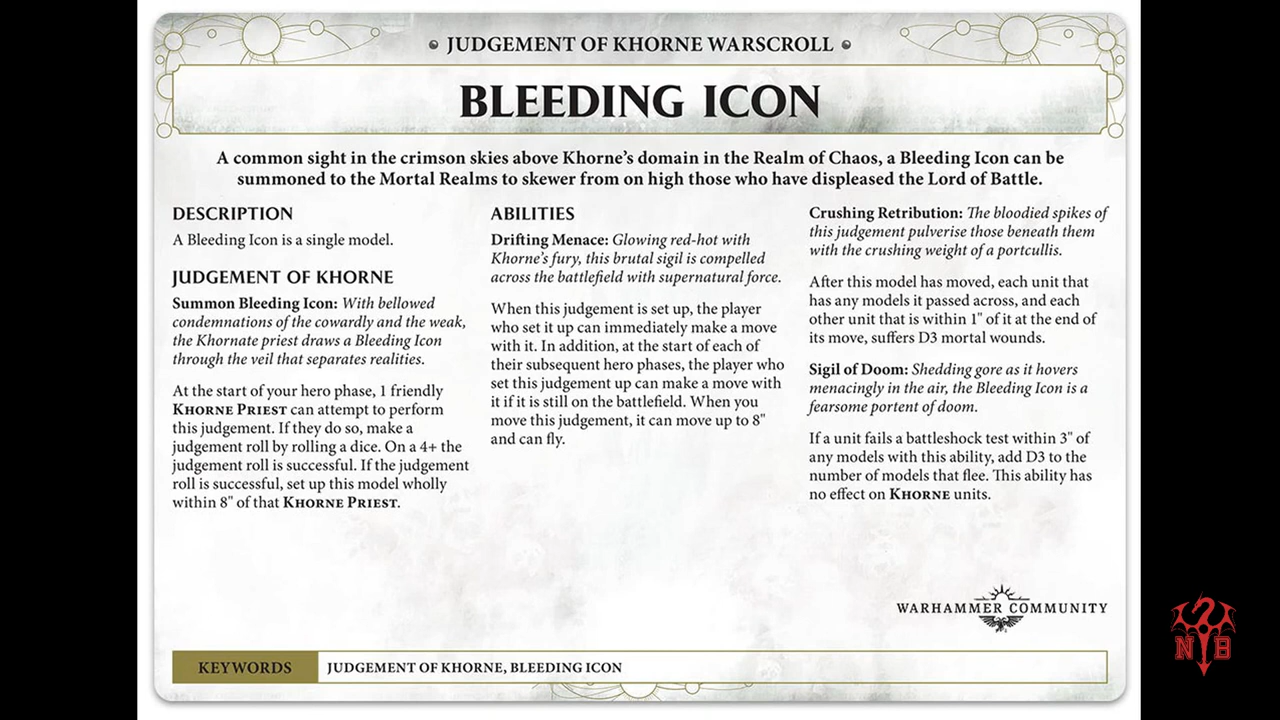 JUDGEMENT OF KHORNE WARSCROLL
BLEEDING ICON
A common sight in the crimson skies above Khorne's domain in the Realm of Chaos, a Bleeding Icon can be
summoned to the Mortal Realms to skewer from on high those who have displeased the Lord of Battle.
DESCRIPTION
A Bleeding Icon is a single model.
JUDGEMENT OF KHORNE
Summon Bleeding Icon: With bellowed
condemnations of the cowardly and the weak,
the Khornate priest draws a Bleeding Icon
through the veil that separates realities.
At the start of your hero phase, 1 friendly
KHORNE PRIEST can attempt to perform
this judgement. If they do so, make a
judgement roll by rolling a dice. On a 4+ the
judgement roll is successful. If the judgement
roll is successful, set up this model wholly
within 8" of that KHORNE PRIEST.
ABILITIES
Drifting Menace: Glowing red-hot with
Khorne's fury, this brutal sigil is compelled
across the battlefield with supernatural force.
When this judgement is set up, the player
who set it up can immediately make a move
with it. In addition, at the start of each of
their subsequent hero phases, the player who
set this judgement up can make a move with
it if it is still on the battlefield. When you
move this judgement, it can move up to 8"
and can fly.
Crushing Retribution: The bloodied spikes of
this judgement pulverise those beneath them
with the crushing weight of a portcullis.
After this model has moved, each unit that
has any models it passed across, and each
other unit that is within 1" of it at the end of
its move, suffers D3 mortal wounds.
Sigil of Doom: Shedding gore as it hovers
menacingly in the air, the Bleeding Icon is a
fearsome portent of doom.
If a unit fails a battleshock test within 3" of
any models with this ability, add D3 to the
number of models that flee. This ability has
no effect on KHORNE units.
WARHAMMER COMMUNITY
N B
KEYWORDS JUDGEMENT OF KHORNE, BLEEDING ICON